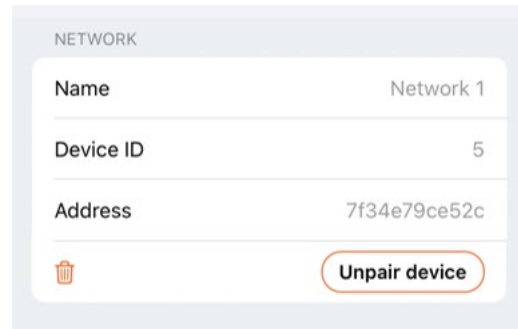 NETWORK
Name Network 1
Device ID 5
Address 7f34e79ce52c
Unpair device